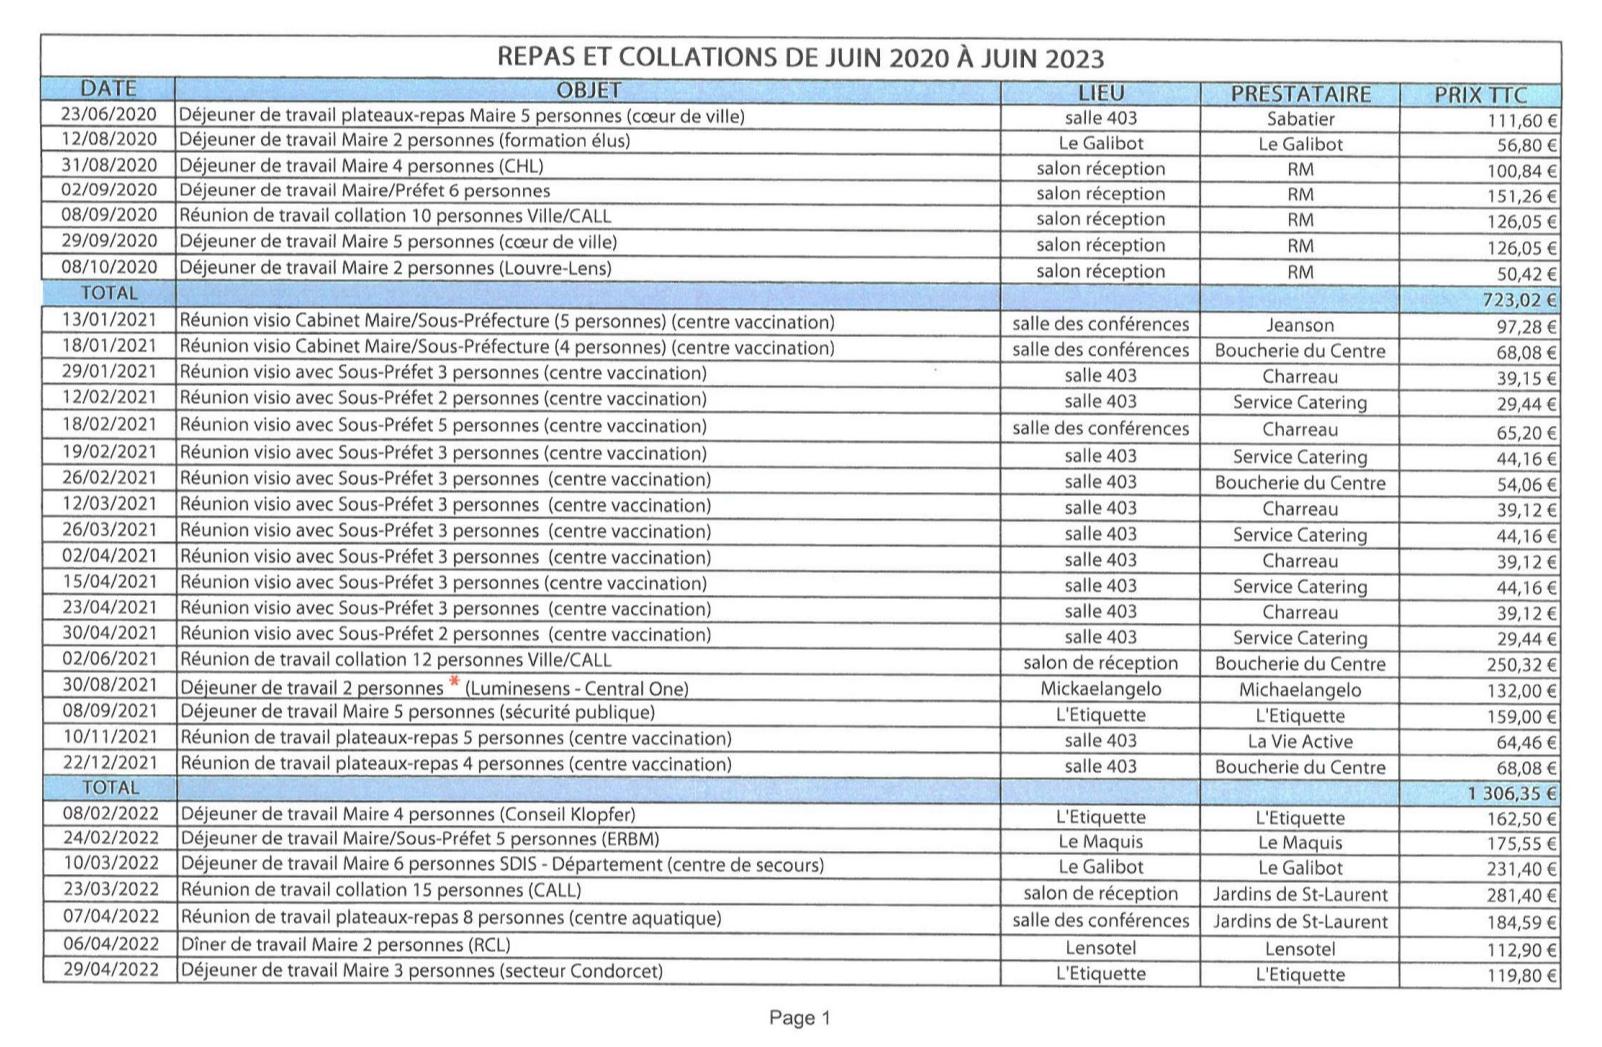 REPAS ET COLLATIONS DE JUIN 2020 À JUIN 2023
DATE OBJET LIEU PRESTATAIRE PRIX TTC
23/06/2020 Déjeuner de travail plateaux-repas Maire 5 personnes (cœur de ville) salle 403 Sabatier 111,60 €
12/08/2020 Déjeuner de travail Maire 2 personnes (formation élus) Le Galibot Le Galibot 56,80 €
31/08/2020 Déjeuner de travail Maire 4 personnes (CHL) salon réception RM 100,84 €
02/09/2020 Déjeuner de travail Maire/Préfet 6 personnes salon réception RM 151,26 €
08/09/2020 Réunion de travail collation 10 personnes Ville/CALL salon réception RM 126,05 €
29/09/2020 Déjeuner de travail Maire 5 personnes (cœur de ville) salon réception RM 126,05 €
08/10/2020 Déjeuner de travail Maire 2 personnes (Louvre-Lens) salon réception RM 50,42 €
TOTAL 723,02 €
13/01/2021 Réunion visio Cabinet Maire/Sous-Préfecture (5 personnes) (centre vaccination) salle des conférences Jeanson 97,28 €
18/01/2021 Réunion visio Cabinet Maire/Sous-Préfecture (4 personnes) (centre vaccination) salle des conférences Boucherie du Centre 68,08 €
29/01/2021 Réunion visio avec Sous-Préfet 3 personnes (centre vaccination) salle 403 Charreau 39,15 €
12/02/2021 Réunion visio avec Sous-Préfet 2 personnes (centre vaccination) salle 403 Service Catering 29,44 €
18/02/2021 Réunion visio avec Sous-Préfet 5 personnes (centre vaccination) salle des conférences Charreau 65,20 €
19/02/2021 Réunion visio avec Sous-Préfet 3 personnes (centre vaccination) salle 403 Service Catering 44,16 €
26/02/2021 Réunion visio avec Sous-Préfet 3 personnes (centre vaccination) salle 403 Boucherie du Centre 54,06 €
12/03/2021 Réunion visio avec Sous-Préfet 3 personnes (centre vaccination) salle 403 Charreau 39,12 €
26/03/2021 Réunion visio avec Sous-Préfet 3 personnes (centre vaccination) salle 403 Service Catering 44,16 €
02/04/2021 Réunion visio avec Sous-Préfet 3 personnes (centre vaccination) salle 403 Charreau 39,12 €
15/04/2021 Réunion visio avec Sous-Préfet 3 personnes (centre vaccination) salle 403 Service Catering 44,16 €
23/04/2021 Réunion visio avec Sous-Préfet 3 personnes (centre vaccination) salle 403 Charreau 39,12 €
30/04/2021 Réunion visio avec Sous-Préfet 2 personnes (centre vaccination) salle 403 Service Catering 29,44 €
02/06/2021 Réunion de travail collation 12 personnes Ville/CALL salon de réception Boucherie du Centre 250,32 €
30/08/2021 Déjeuner de travail 2 personnes * (Luminesens - Central One) Mickaelangelo Michaelangelo 132,00 €
08/09/2021 Déjeuner de travail Maire 5 personnes (sécurité publique) L'Etiquette L'Etiquette 159,00 €
10/11/2021 Réunion de travail plateaux-repas 5 personnes (centre vaccination) salle 403 La Vie Active 64,46 €
22/12/2021 Réunion de travail plateaux-repas 4 personnes (centre vaccination) salle 403 Boucherie du Centre 68,08 €
TOTAL 1 306,35 €
08/02/2022 Déjeuner de travail Maire 4 personnes (Conseil Klopfer) L'Etiquette L'Etiquette 162,50 €
24/02/2022 Déjeuner de travail Maire/Sous-Préfet 5 personnes (ERBM) Le Maquis Le Maquis 175,55 €
10/03/2022 Déjeuner de travail Maire 6 personnes SDIS - Département (centre de secours) Le Galibot Le Galibot 231,40 €
23/03/2022 Réunion de travail collation 15 personnes (CALL) salon de réception Jardins de St-Laurent 281,40 €
07/04/2022 Réunion de travail plateaux-repas 8 personnes (centre aquatique) salle des conférences Jardins de St-Laurent 184,59 €
06/04/2022 Dîner de travail Maire 2 personnes (RCL) Lensotel Lensotel 112,90 €
29/04/2022 Déjeuner de travail Maire 3 personnes (secteur Condorcet) L'Etiquette L'Etiquette 119,80 €
Page 1